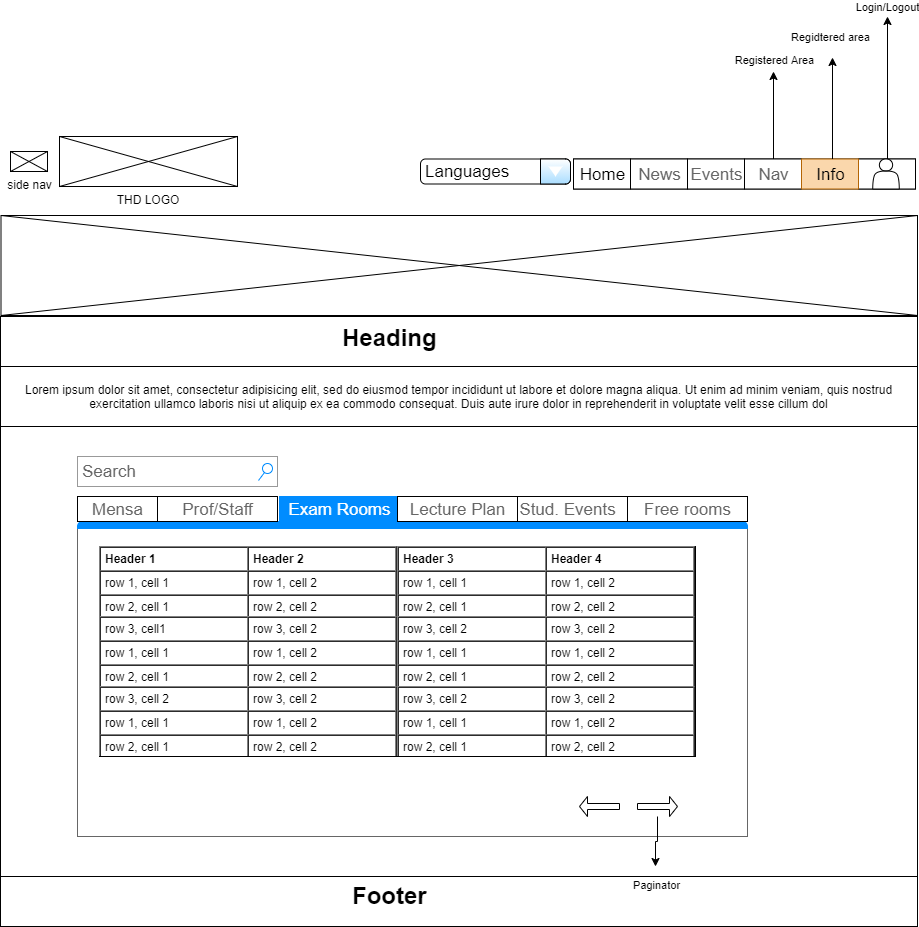 Login/Logout
Regidtered area
Registered Area
side nav
THD LOGO
Languages
Home News Events Nav Info
Heading
Lorem ipsum dolor sit amet, consectetur adipisicing elit, sed do eiusmod tempor incididunt ut labore et dolore magna aliqua. Ut enim ad minim veniam, quis nostrud
exercitation ullamco laboris nisi ut aliquip ex ea commodo consequat. Duis aute irure dolor in reprehenderit in voluptate velit esse cillum dol
Search
Mensa Prof/Staff Exam Rooms Lecture Plan Stud. Events Free rooms
Header 1 Header 2 Header 3 Header 4
row 1, cell 1 row 1, cell 2 row 1, cell 1 row 1, cell 2
row 2, cell 1 row 2, cell 2 row 2, cell 1 row 2, cell 2
row 3, cell1 row 3, cell 2 row 3, cell 2 row 3, cell 2
row 1, cell 1 row 1, cell 2 row 1, cell 1 row 1, cell 2
row 2, cell 1 row 2, cell 2 row 2, cell 1 row 2, cell 2
row 3, cell 2 row 3, cell 2 row 3, cell 2 row 3, cell 2
row 1, cell 1 row 1, cell 2 row 1, cell 1 row 1, cell 2
row 2, cell 1 row 2, cell 2 row 2, cell 1 row 2, cell 2
Paginator
Footer